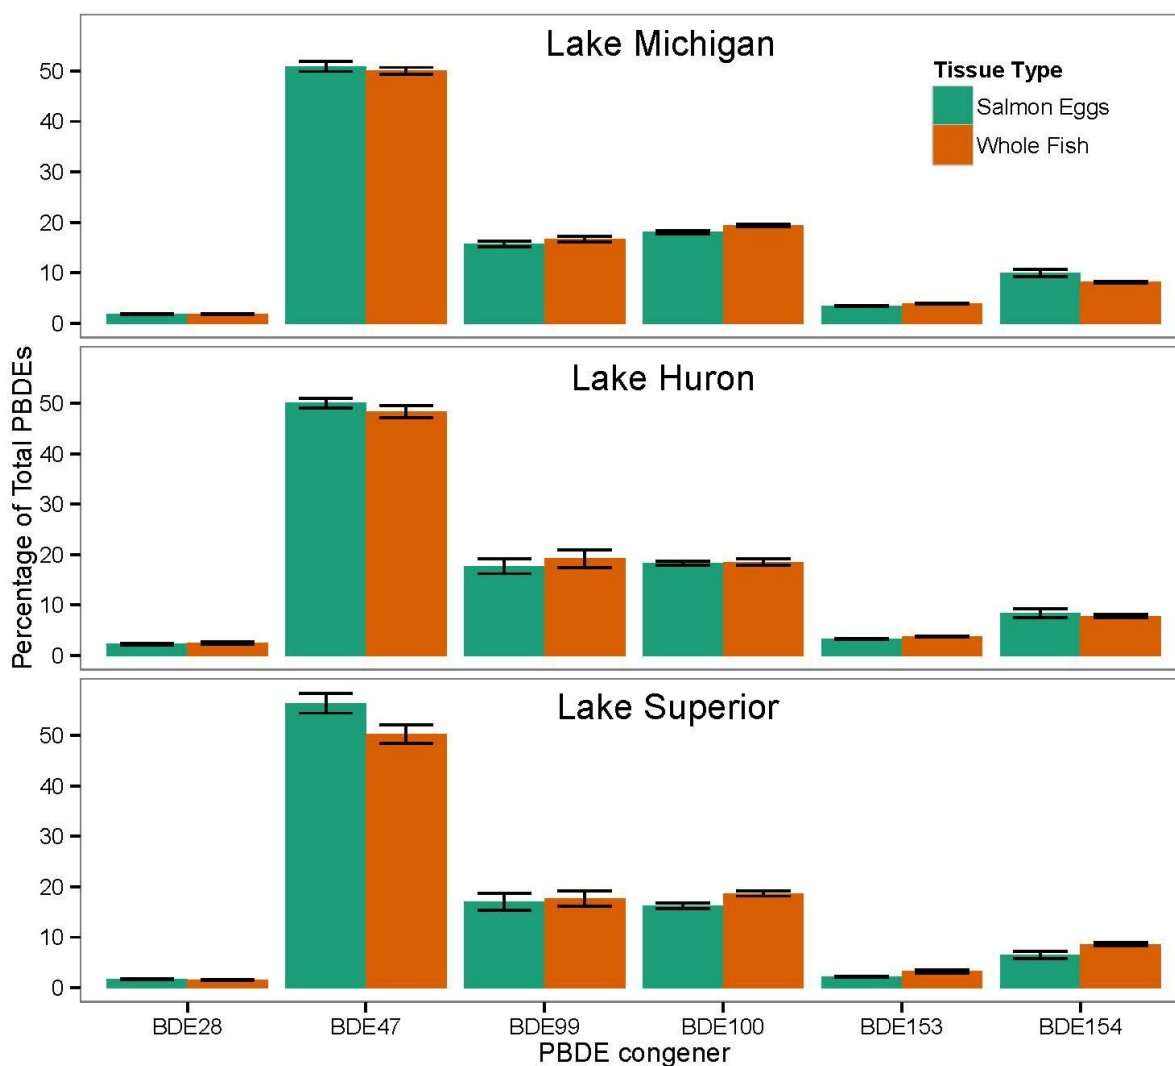 Lake Michigan
Tissue Type
Salmon Eggs
Whole Fish
50
40
30
20
10
0
Lake Huron
50
40
30
20
10
0
Lake Superior
50
40
30
20
10
0
Percentage of Total PBDEs
BDE28 BDE47 BDE99 BDE100 BDE153 BDE154
PBDE congener